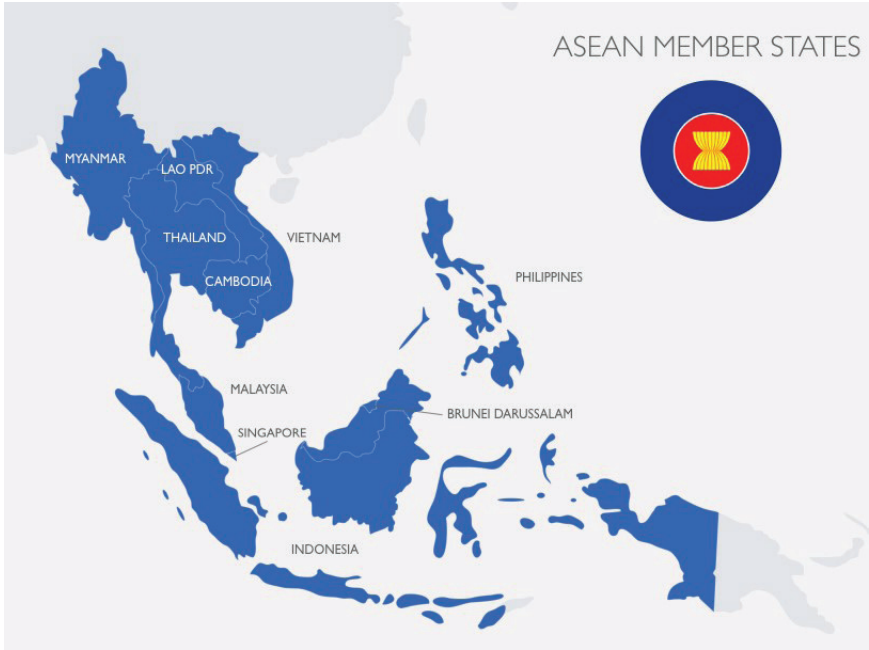 ASEAN MEMBER STATES
MYANMAR
LAO PDR
THAILAND
VIETNAM
CAMBODIA
PHILIPPINES
MALAYSIA
BRUNEI DARUSSALAM
SINGAPORE
INDONESIA